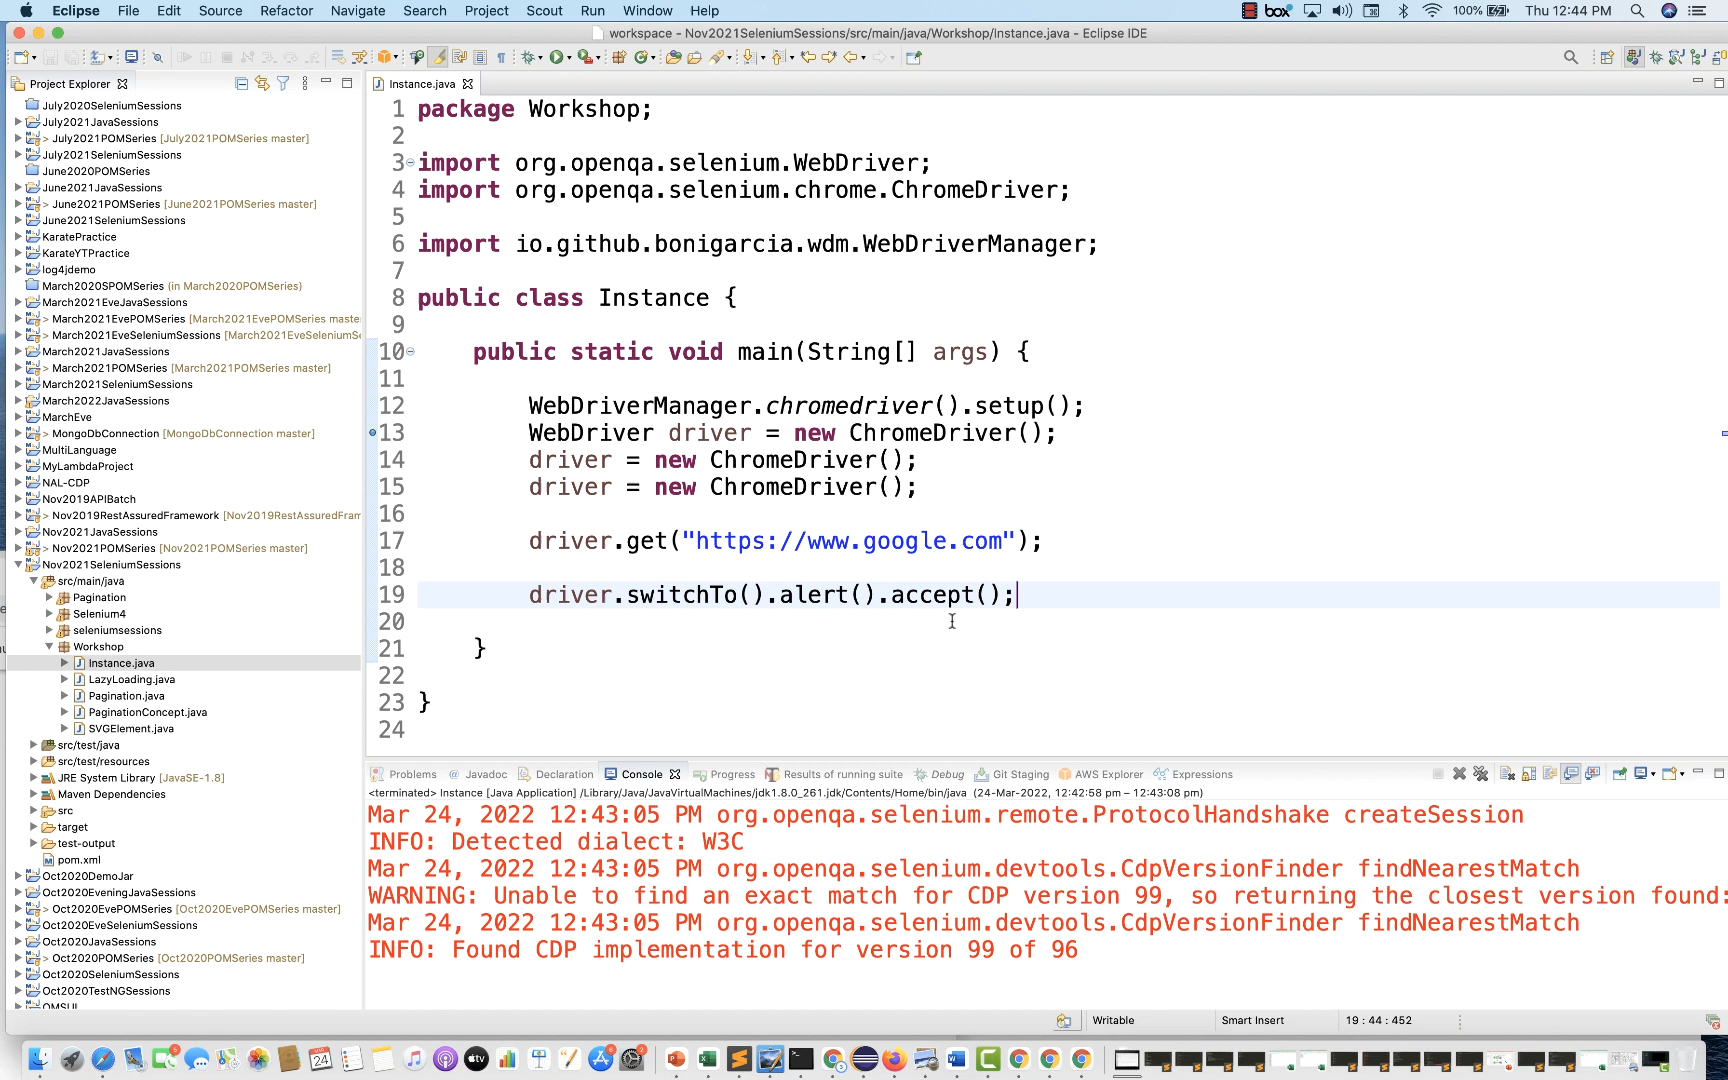 Eclipse File Edit Source Refactor Navigate Search Project Scout Run Window Help
box 100% Thu 12:44 PM
workspace - Nov2021SeleniumSessions/src/main/java/Workshop/Instance.java - Eclipse IDE
Project Explorer
July2020SeleniumSessions
July2021JavaSessions
> July2021POMSeries [July2021POMSeries master]
July2021SeleniumSessions
June2020POMSeries
June2021JavaSessions
> June2021POMSeries [June2021POMSeries master]
June2021SeleniumSessions
KaratePractice
KarateYTPractice
log4jdemo
March2020SPOMSeries (in March2020POMSeries)
March2021EveJavaSessions
> March2021EvePOMSeries [March2021EvePOMSeries maste
> March2021EveSeleniumSessions [March2021EveSeleniumS
March2021JavaSessions
> March2021POMSeries [March2021POMSeries master]
March2021SeleniumSessions
March2022JavaSessions
MarchEve
> MongoDbConnection [MongoDbConnection master]
MultiLanguage
MyLambdaProject
NAL-CDP
Nov2019APIBatch
> Nov2019RestAssuredFramework [Nov2019RestAssuredFram
Nov2021JavaSessions
> Nov2021POMSeries [Nov2021POMSeries master]
Nov2021SeleniumSessions
src/main/java
Pagination
Selenium4
seleniumsessions
Workshop
Instance.java
LazyLoading.java
Pagination.java
PaginationConcept.java
SVGElement.java
src/test/java
src/test/resources
JRE System Library [JavaSE-1.8]
Maven Dependencies
src
target
test-output
pom.xml
Oct2020DemoJar
Oct2020EveningJavaSessions
> Oct2020EvePOMSeries [Oct2020EvePOMSeries master]
Oct2020EveSeleniumSessions
Oct2020JavaSessions
> Oct2020POMSeries [Oct2020POMSeries master]
Oct2020SeleniumSessions
Oct2020TestNGSessions
Instance.java
1 package Workshop;
2
3 import org.openqa.selenium.WebDriver;
4 import org.openqa.selenium.chrome.ChromeDriver;
5
6 import io.github.bonigarcia.wdm.WebDriverManager;
7
8 public class Instance {
9
10 public static void main(String[] args) {
11
12 WebDriverManager.chromedriver().setup();
13 WebDriver driver = new ChromeDriver();
14 driver = new ChromeDriver();
15 driver = new ChromeDriver();
16
17 driver.get("https://www.google.com");
18
19 driver.switchTo().alert().accept();
20
21 }
22
23 }
24
Problems @ Javadoc Declaration Console Progress Results of running suite Debug Git Staging AWS Explorer Expressions
<terminated> Instance [Java Application] /Library/Java/JavaVirtualMachines/jdk1.8.0_261.jdk/Contents/Home/bin/java (24-Mar-2022, 12:42:58 pm – 12:43:08 pm)
Mar 24, 2022 12:43:05 PM org.openqa.selenium.remote.ProtocolHandshake createSession
INFO: Detected dialect: W3C
Mar 24, 2022 12:43:05 PM org.openqa.selenium.devtools.CdpVersionFinder findNearestMatch
WARNING: Unable to find an exact match for CDP version 99, so returning the closest version found:
Mar 24, 2022 12:43:05 PM org.openqa.selenium.devtools.CdpVersionFinder findNearestMatch
INFO: Found CDP implementation for version 99 of 96
Writable Smart Insert 19 : 44 : 452